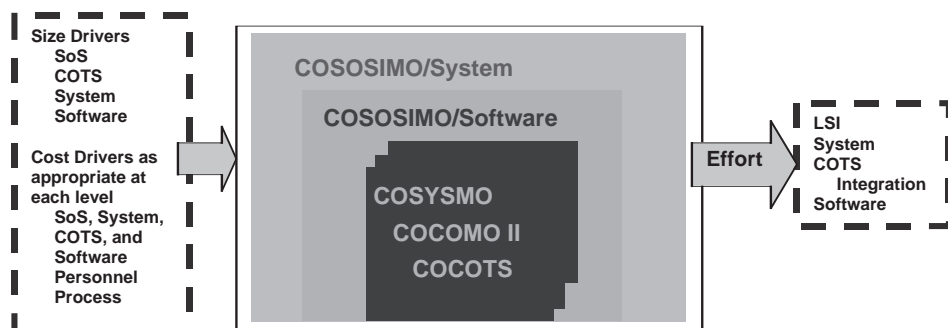 Size Drivers
SoS
COTS
System
Software
Cost Drivers as
appropriate at
each level
SoS, System,
COTS, and
Software
Personnel
Process
COSOSIMO/System
COSOSIMO/Software
COSYSMO
COCOMO II
COCOTS
Effort
LSI
System
COTS
Integration
Software